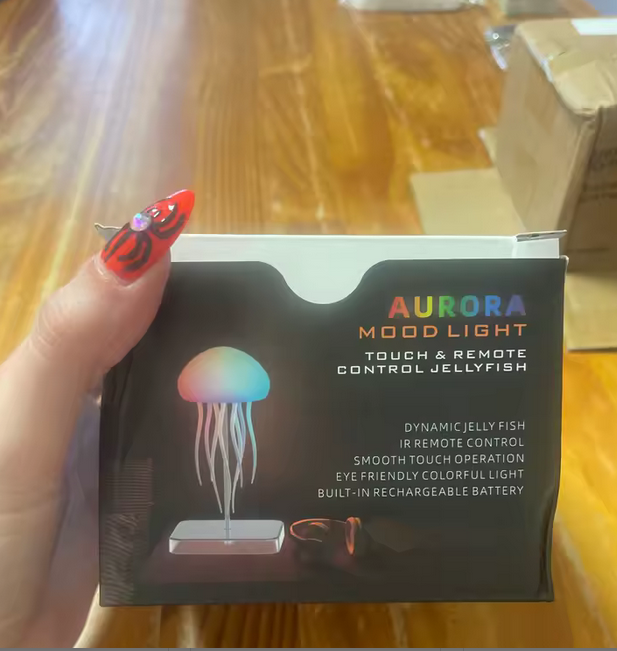 AURORA
MOOD LIGHT
TOUCH & REMOTE
CONTROL JELLYFISH
DYNAMIC JELLY FISH
IR REMOTE CONTROL
SMOOTH TOUCH OPERATION
EYE FRIENDLY COLORFUL LIGHT
BUILT-IN RECHARGEABLE BATTERY